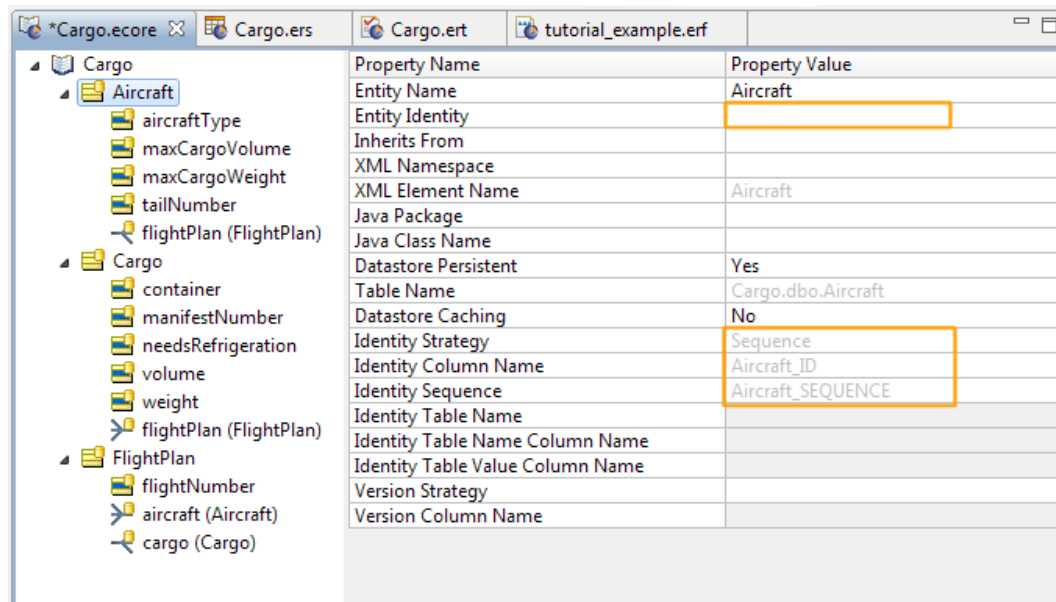 *Cargo.ecore Cargo.ers Cargo.ert tutorial_example.erf
Cargo
Aircraft
aircraftType
maxCargoVolume
maxCargoWeight
tailNumber
flightPlan (FlightPlan)
Cargo
container
manifestNumber
needsRefrigeration
volume
weight
flightPlan (FlightPlan)
FlightPlan
flightNumber
aircraft (Aircraft)
cargo (Cargo)
Property Name Property Value
Entity Name Aircraft
Entity Identity
Inherits From
XML Namespace
XML Element Name Aircraft
Java Package
Java Class Name
Datastore Persistent Yes
Table Name Cargo.dbo.Aircraft
Datastore Caching No
Identity Strategy Sequence
Identity Column Name Aircraft_ID
Identity Sequence Aircraft_SEQUENCE
Identity Table Name
Identity Table Name Column Name
Identity Table Value Column Name
Version Strategy
Version Column Name